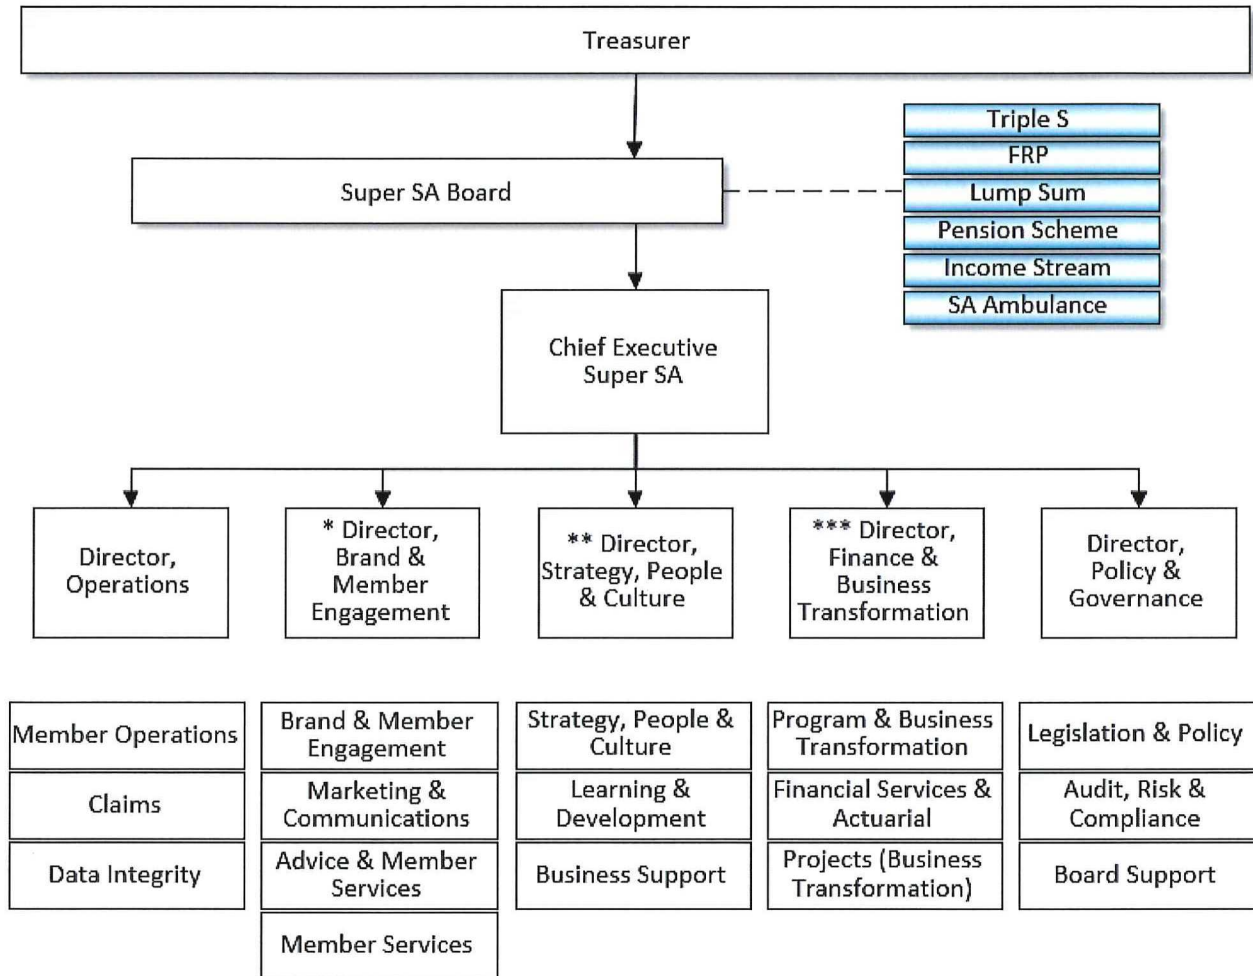 Treasurer
Super SA Board
Triple S
FRP
Lump Sum
Pension Scheme
Income Stream
SA Ambulance
Chief Executive
Super SA
Director,
Operations
* Director,
Brand &
Member
Engagement
** Director,
Strategy, People
& Culture
*** Director,
Finance &
Business
Transformation
Director,
Policy &
Governance
Member Operations
Claims
Data Integrity
Brand & Member
Engagement
Marketing &
Communications
Advice & Member
Services
Member Services
Strategy, People &
Culture
Learning &
Development
Business Support
Program & Business
Transformation
Financial Services &
Actuarial
Projects (Business
Transformation)
Legislation & Policy
Audit, Risk &
Compliance
Board Support